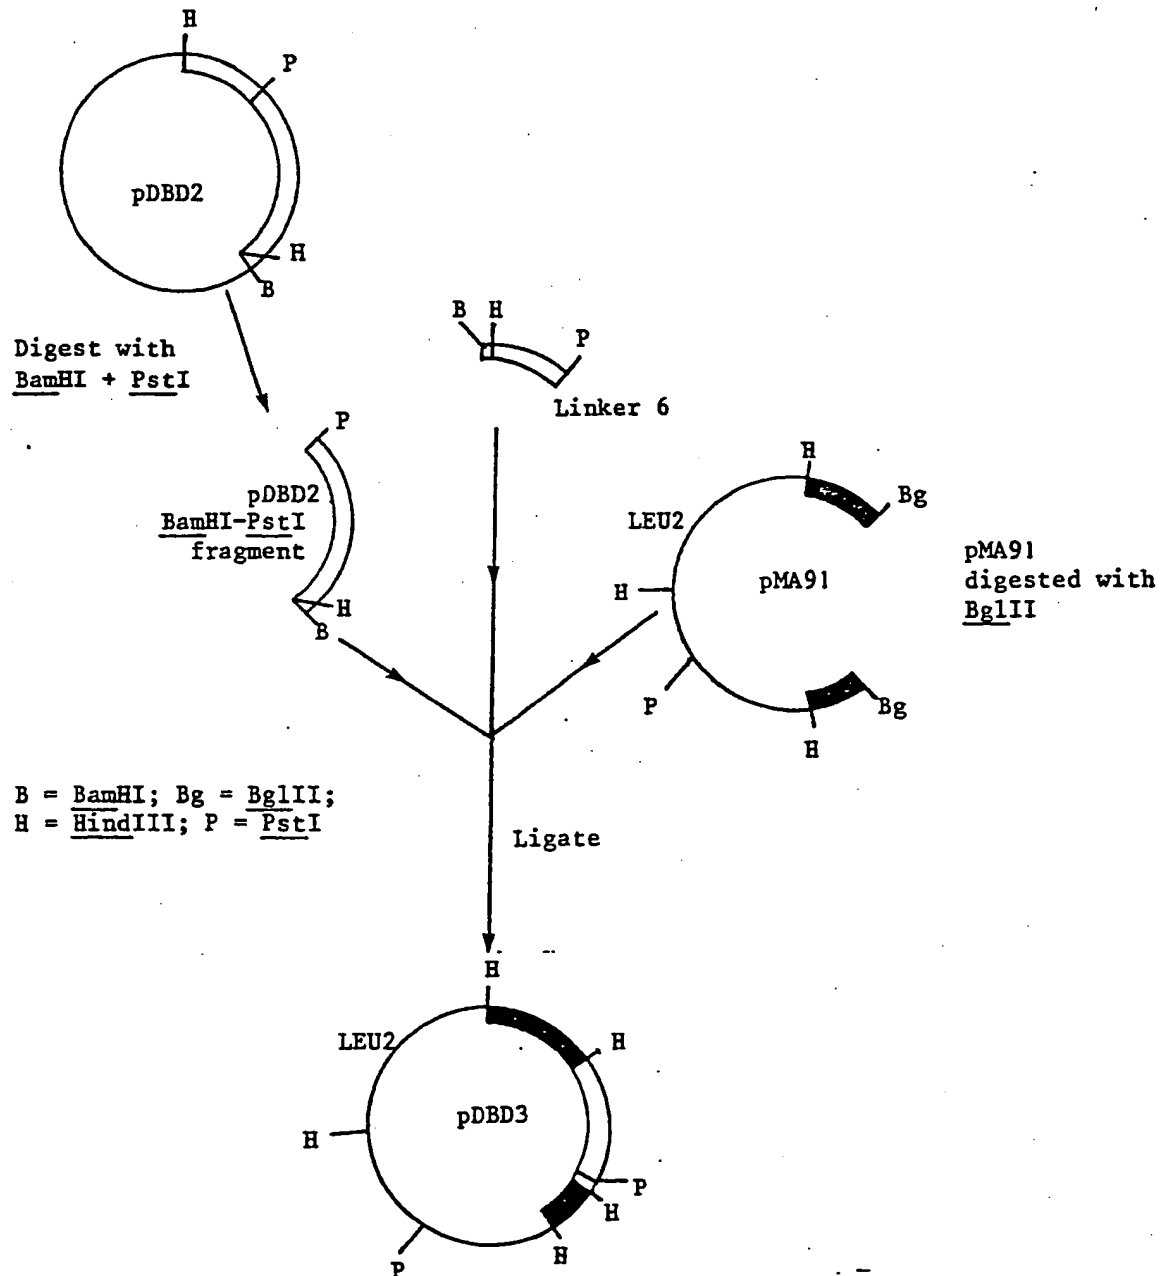 H
P
pDBD2
H
B
Digest with
BamHI + PstI
B H
P
Linker 6
P
pDBD2
BamHI-PstI
fragment
H
B
H
Bg
LEU2
pMA91
pMA91
digested with
BglII
H
P
Bg
H
B = BamHI; Bg = BglII;
H = HindIII; P = PstI
Ligate
H
LEU2
H
pDBD3
H
P
H
H
P